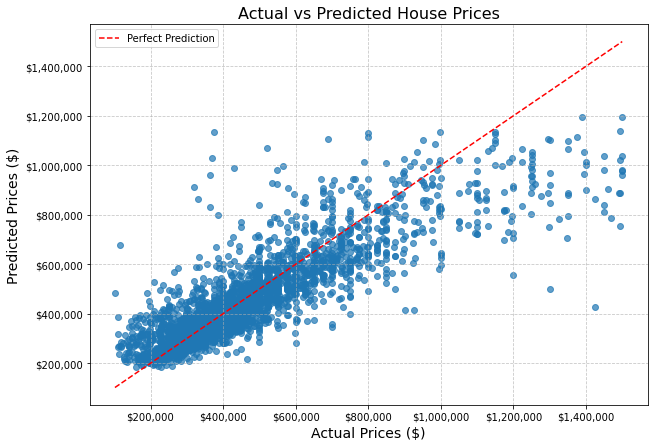 Actual vs Predicted House Prices
Perfect Prediction
$1,400,000
$1,200,000
$1,000,000
$800,000
$600,000
$400,000
$200,000
Predicted Prices ($)
$200,000 $400,000 $600,000 $800,000 $1,000,000 $1,200,000 $1,400,000
Actual Prices ($)